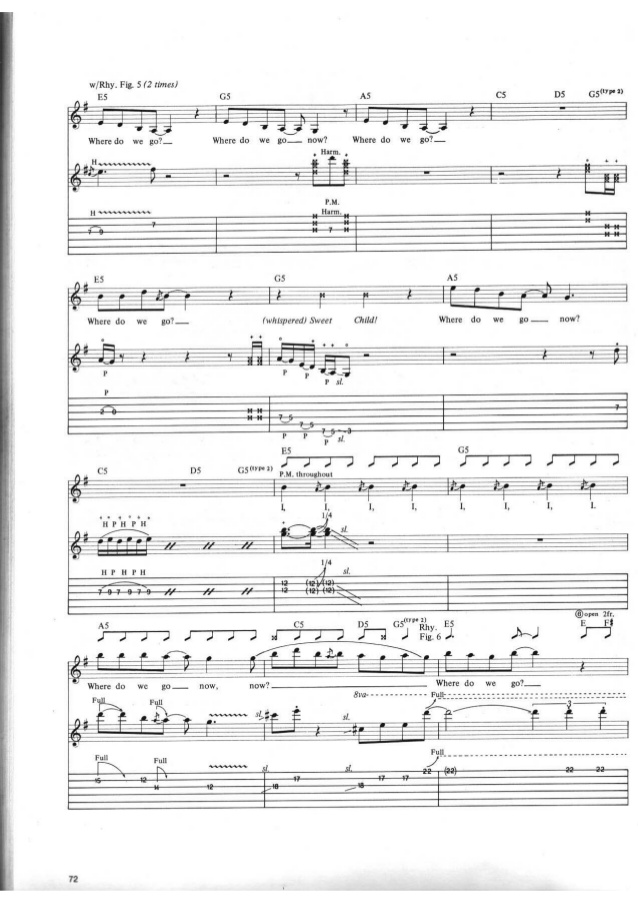 w/Rhy. Fig. 5 (2 times)
E5 G5 A5 C5 D5 G5(type 2)
Where do we go? Where do we go now? Where do we go?
H Harm.
P.M.
H Harm.
7 9 7 7
E5 G5 A5
Where do we go? (whispered) Sweet Child! Where do we go now?
P P P P sl.
P
2 0 7 5 7 5 7 5 3 7
P P P sl.
C5 D5 G5(type 2) E5 G5
P.M. throughout
I, I, I, I, I, I, I, I.
H P H P H 1/4 sl.
H P H P H 1/4 sl.
7 9 7 9 7 9 12 (12) (12)
12 (12) (12)
⑥ open 2fr.
A5 C5 D5 G5(type 2) Rhy. Fig. 6 E5 E F#
Where do we go now, now? Where do we go?
Full Full sl. sl. 8va Full 3
Full Full sl. sl. Full
15 12 14 12 18 17 18 17 17 22 (22) 22 22
72